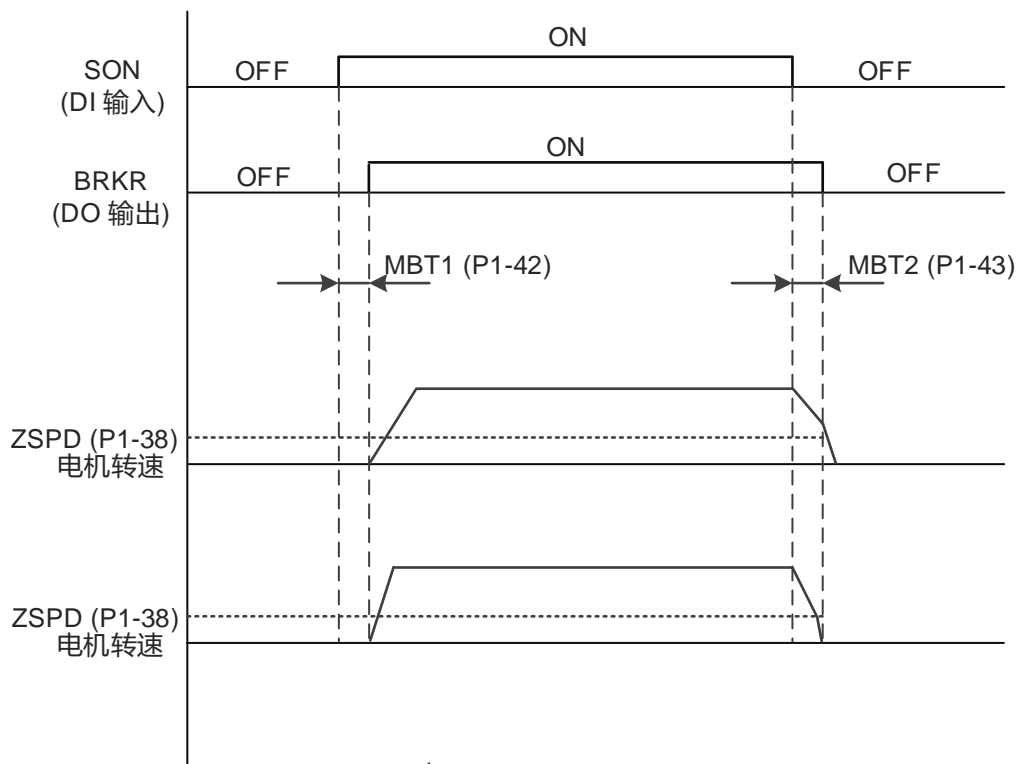 ON
SON
OFF
OFF
(DI 输入)
ON
BRKR
OFF
OFF
(DO 输出)
MBT1 (P1-42)
MBT2 (P1-43)
ZSPD (P1-38)
电机转速
ZSPD (P1-38)
电机转速